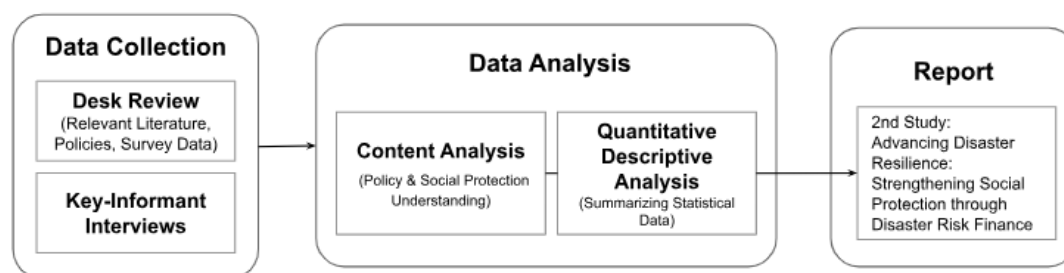 Data Collection
Desk Review
(Relevant Literature,
Policies, Survey Data)
Key-Informant
Interviews
Data Analysis
Content Analysis
(Policy & Social Protection
Understanding)
Quantitative
Descriptive
Analysis
(Summarizing Statistical
Data)
Report
2nd Study:
Advancing Disaster
Resilience:
Strengthening Social
Protection through
Disaster Risk Finance